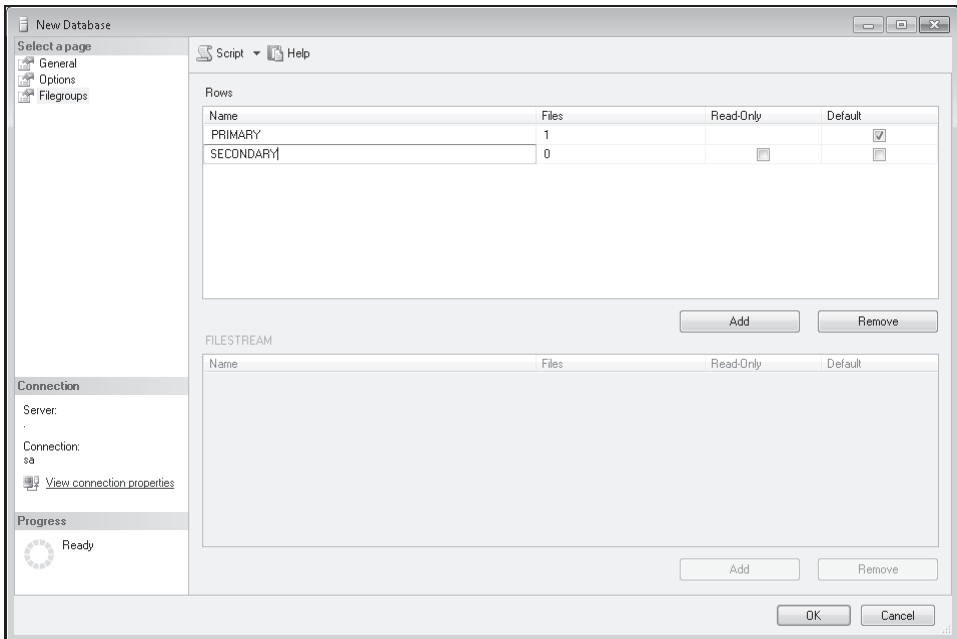 New Database
Select a page
General
Options
Filegroups
Script Help
Rows
Name Files Read-Only Default
PRIMARY 1
SECONDARY 0
Add Remove
FILESTREAM
Name Files Read-Only Default
Add Remove
Connection
Server:
.
Connection:
sa
View connection properties
Progress
Ready
OK Cancel